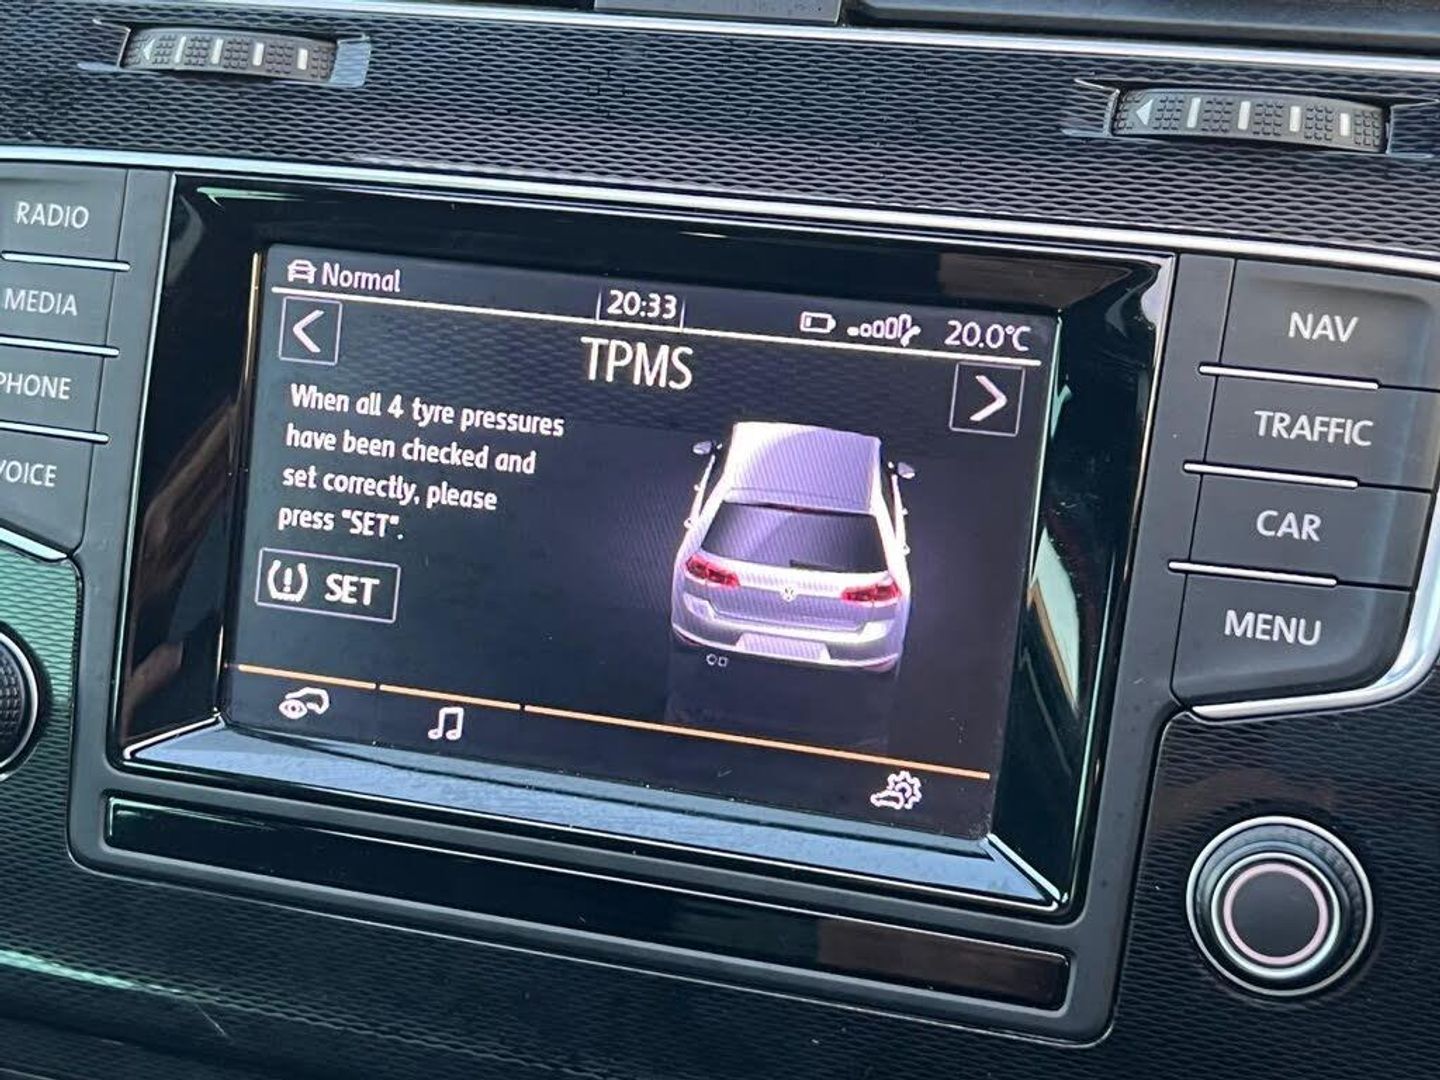 RADIO
MEDIA
PHONE
VOICE
Normal
20:33
20.0°C
TPMS
When all 4 tyre pressures
have been checked and
set correctly, please
press "SET".
SET
NAV
TRAFFIC
CAR
MENU